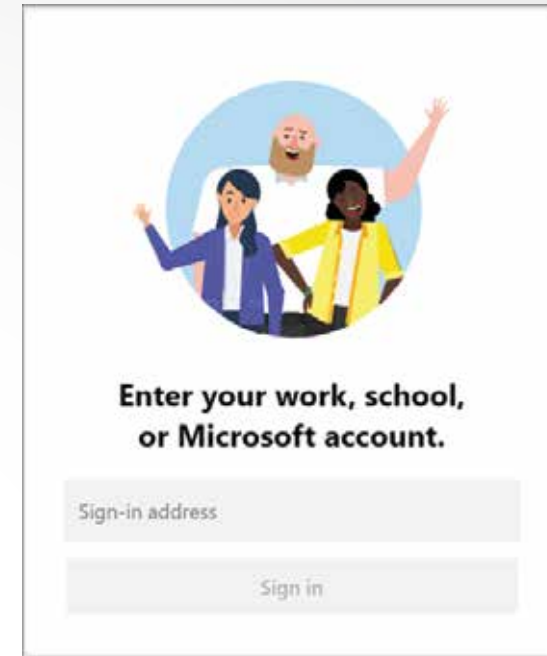 Enter your work, school,
or Microsoft account.
Sign-in address
Sign in